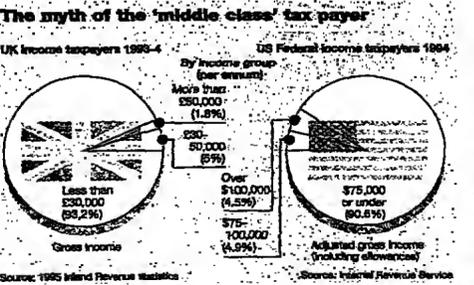 The myth of the 'middle class' tax payer
UK income taxpayers 1993-4
US Federal income taxpayers 1994
By income group
(per annum)
More than
£50,000
(1.8%)
£30-
50,000
(5%)
Less than
£30,000
(93,2%)
Gross income
Over
$100,000
(4.5%)
$75-
100,000
(4.9%)
$75,000
or under
(90.6%)
Adjusted gross income
(including allowances)
Source: 1995 Inland Revenue statistics
Source: Internal Revenue Service